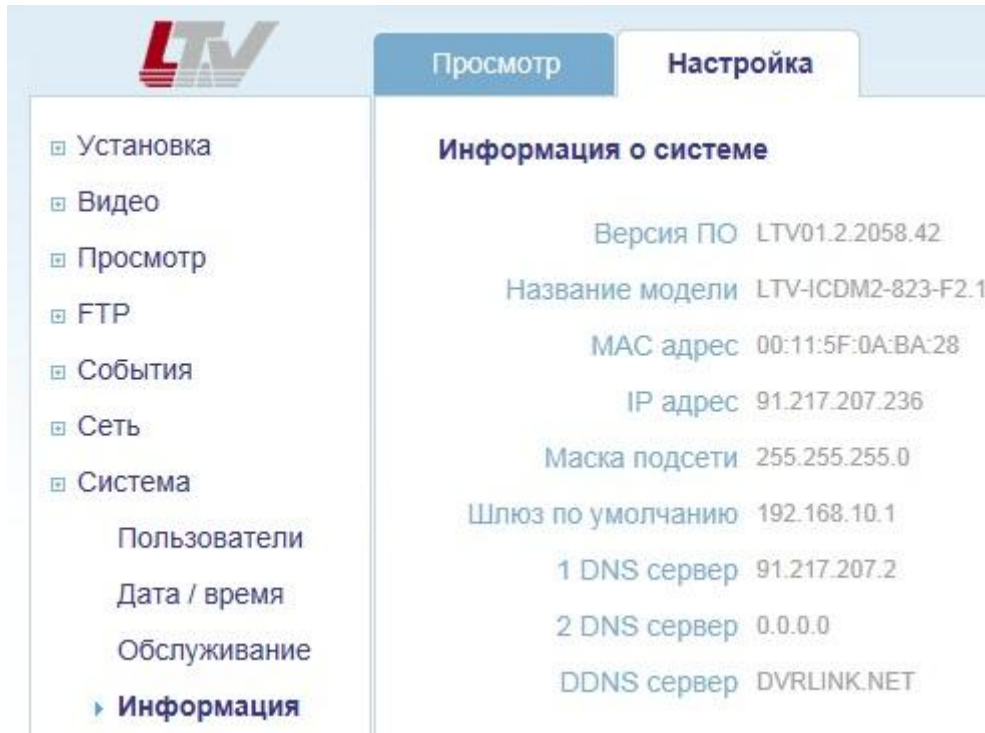 LTV
Просмотр
Настройка
Установка
Видео
Просмотр
FTP
События
Сеть
Система
Пользователи
Дата / время
Обслуживание
Информация
Информация о системе
Версия ПО LTV01.2.2058.42
Название модели LTV-ICDM2-823-F2.1
MAC адрес 00:11:5F:0A:BA:28
IP адрес 91.217.207.236
Маска подсети 255.255.255.0
Шлюз по умолчанию 192.168.10.1
1 DNS сервер 91.217.207.2
2 DNS сервер 0.0.0.0
DDNS сервер DVRLINK.NET